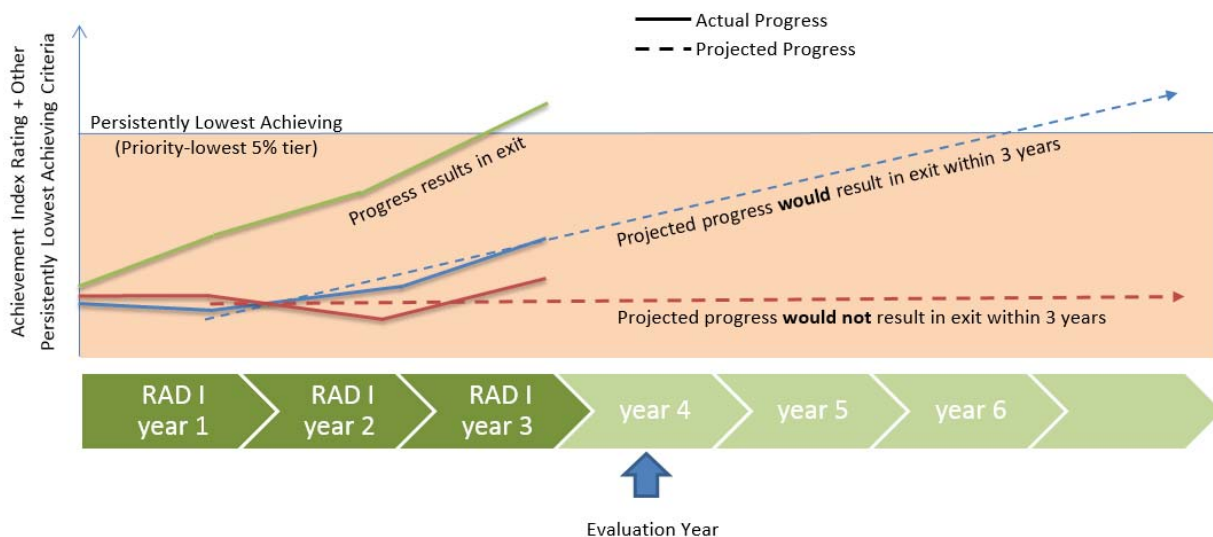 Actual Progress
Projected Progress
Achievement Index Rating + Other
Persistently Lowest Achieving Criteria
Persistently Lowest Achieving
(Priority-lowest 5% tier)
Progress results in exit
Projected progress would result in exit within 3 years
Projected progress would not result in exit within 3 years
RAD I
year 1
RAD I
year 2
RAD I
year 3
year 4
year 5
year 6
Evaluation Year